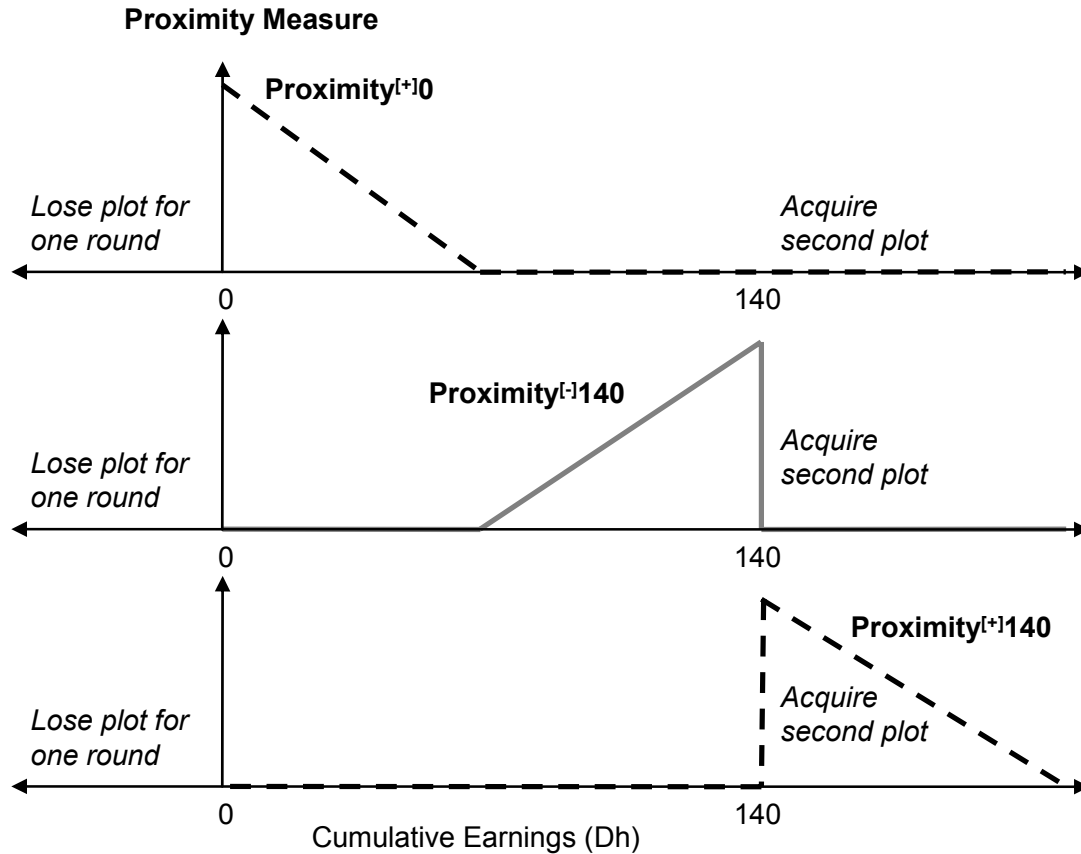 Proximity Measure
Proximity[+]0
Lose plot for
one round
Acquire
second plot
0
140
Proximity[-]140
Lose plot for
one round
Acquire
second plot
0
140
Proximity[+]140
Lose plot for
one round
Acquire
second plot
0
140
Cumulative Earnings (Dh)